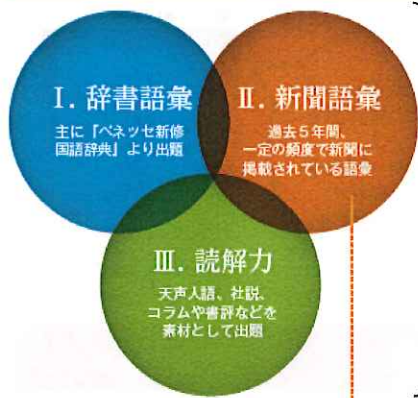 I. 辞書語彙
主に『ベネッセ新修
国語辞典』より出題
II. 新聞語彙
過去5年間、
一定の頻度で新聞に
掲載されている語彙
III. 読解力
天声人語、社説、
コラムや書評などを
素材として出題